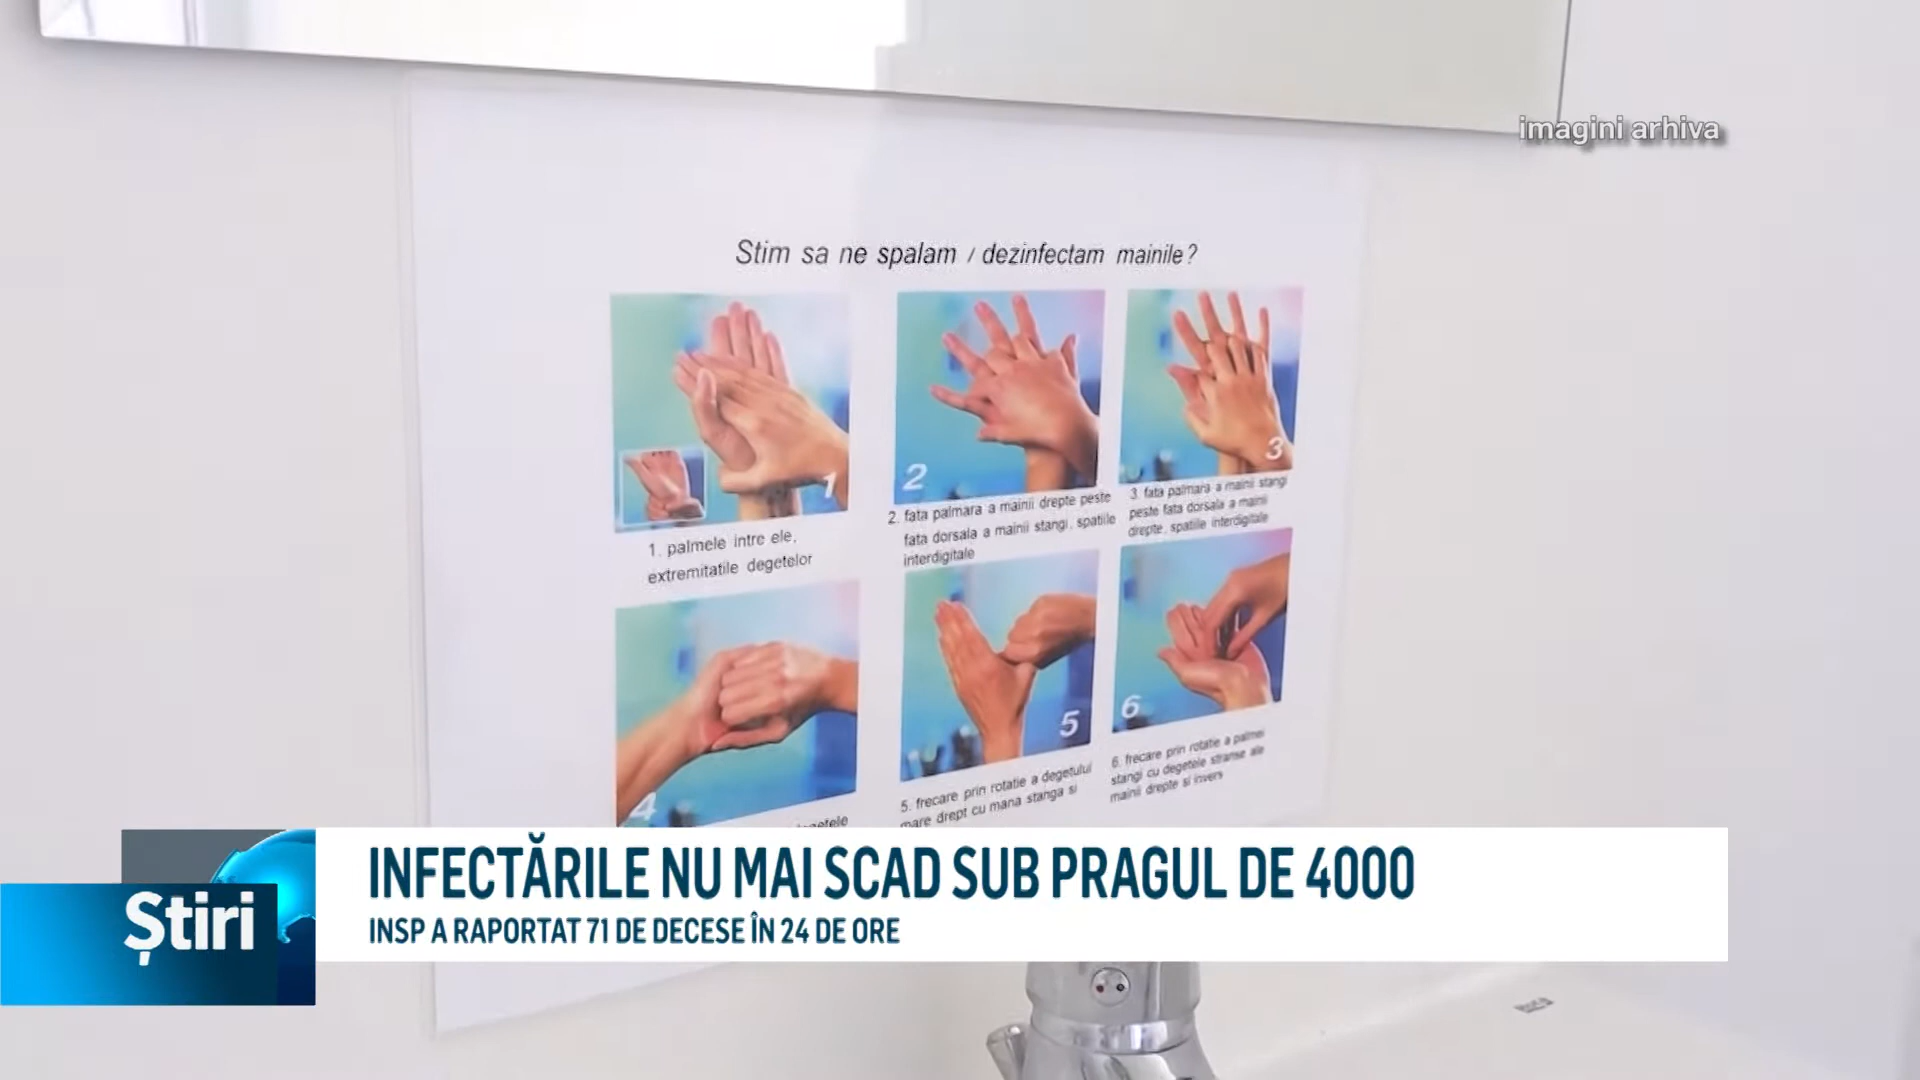 imagini arhiva
Stim sa ne spalam / dezinfectam mainile?
1
2
3
1. palmele intre ele,
extremitatile degetelor
2. fata palmara a mainii drepte peste
fata dorsala a mainii stangi, spatiile
interdigitale
3. fata palmara a mainii stangi
peste fata dorsala a mainii
drepte, spatiile interdigitale
4
5
6
5. frecare prin rotatie a degetului
mare drept cu mana stanga si
6. frecare prin rotatie a palmei
stangi cu degetele stranse ale
mainii drepte si invers
Știri
INFECTĂRILE NU MAI SCAD SUB PRAGUL DE 4000
INSP A RAPORTAT 71 DE DECESE ÎN 24 DE ORE